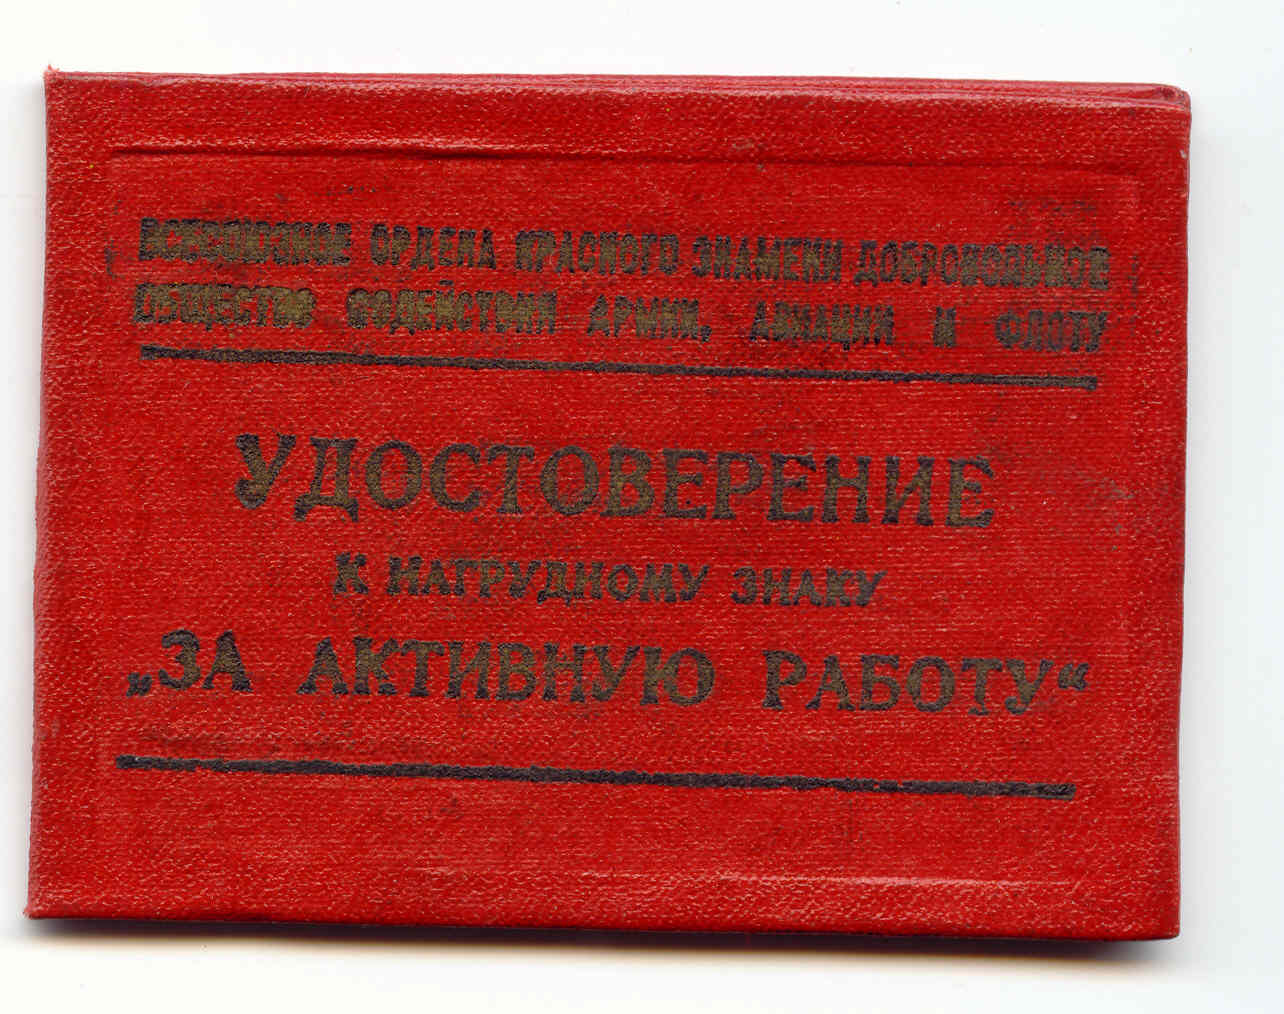 ВСЕСОЮЗНОЕ ОРДЕНА КРАСНОГО ЗНАМЕНИ ДОБРОВОЛЬНОЕ
ОБЩЕСТВО СОДЕЙСТВИЯ АРМИИ, АВИАЦИИ И ФЛОТУ
УДОСТОВЕРЕНИЕ
К НАГРУДНОМУ ЗНАКУ
„ЗА АКТИВНУЮ РАБОТУ“